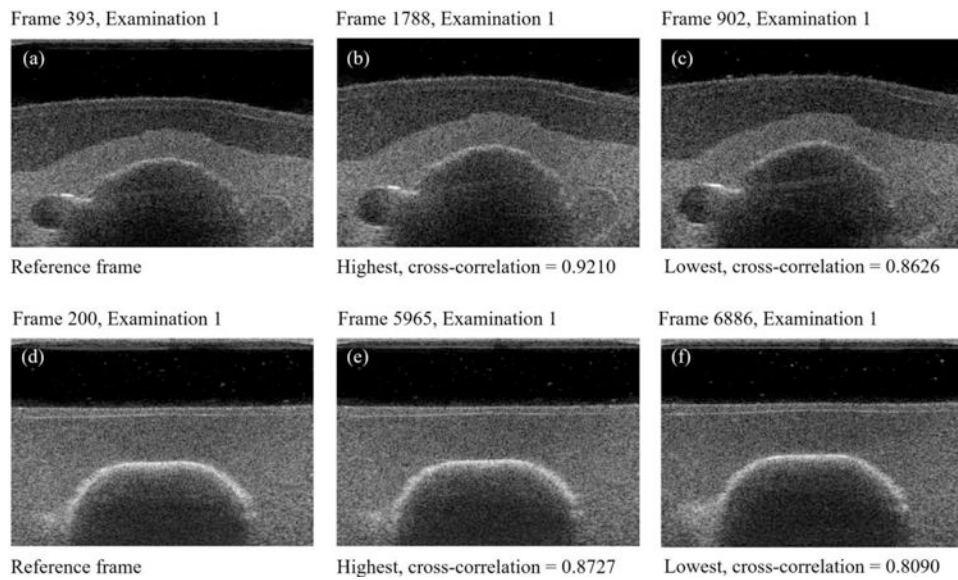 Frame 393, Examination 1
Frame 1788, Examination 1
Frame 902, Examination 1
(a)
(b)
(c)
Reference frame
Highest, cross-correlation = 0.9210
Lowest, cross-correlation = 0.8626
Frame 200, Examination 1
Frame 5965, Examination 1
Frame 6886, Examination 1
(d)
(e)
(f)
Reference frame
Highest, cross-correlation = 0.8727
Lowest, cross-correlation = 0.8090